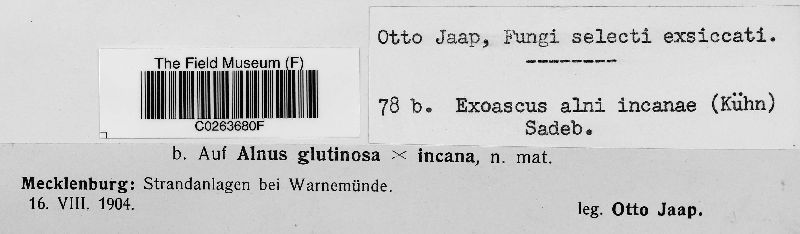 Otto Jaap, Fungi selecti exsiccati.
78 b. Exoascus alni incanae (Kühn)
Sadeb.
The Field Museum (F)
C0263680F
b. Auf Alnus glutinosa × incana, n. mat.
Mecklenburg: Strandanlagen bei Warnemünde.
16. VIII. 1904.
leg. Otto Jaap.